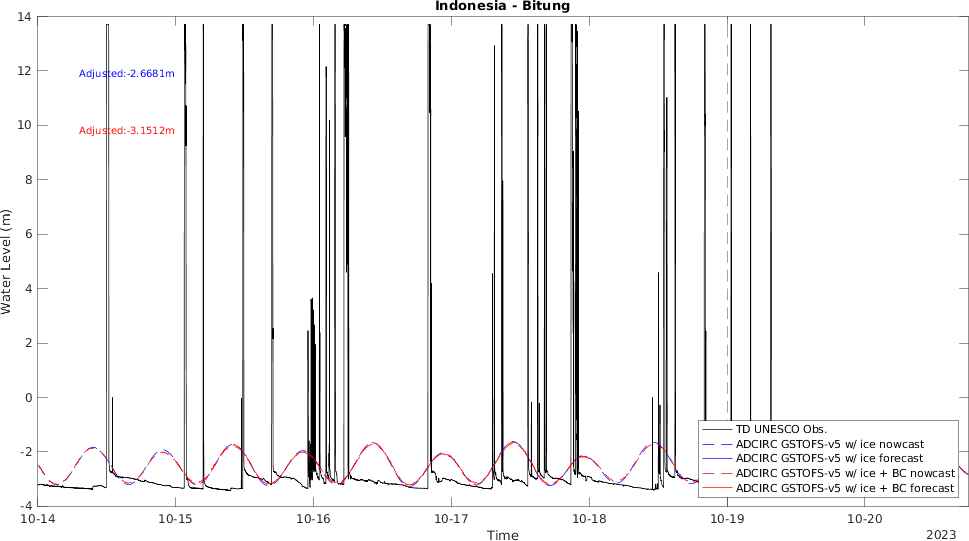 Indonesia - Bitung
14
12
10
8
6
4
2
0
-2
-4
Water Level (m)
Adjusted:-2.6681m
Adjusted:-3.1512m
TD UNESCO Obs.
ADCIRC GSTOFS-v5 w/ ice nowcast
ADCIRC GSTOFS-v5 w/ ice forecast
ADCIRC GSTOFS-v5 w/ ice + BC nowcast
ADCIRC GSTOFS-v5 w/ ice + BC forecast
10-14 10-15 10-16 10-17 10-18 10-19 10-20
Time
2023